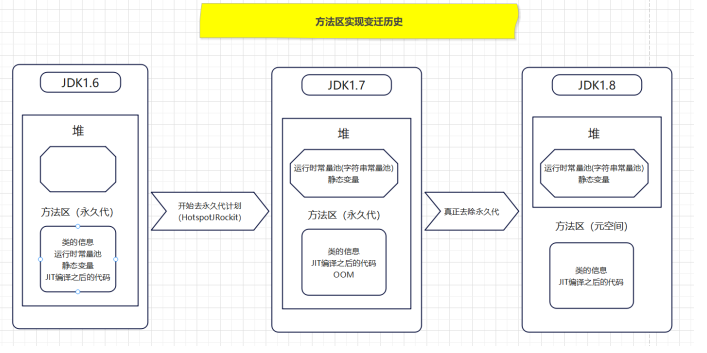 方法区实现变迁历史
JDK1.6
堆
方法区（永久代）
类的信息
运行时常量池
静态变量
JIT编译之后的代码
开始去永久代计划
（HotspotJRockit）
JDK1.7
堆
运行时常量池(字符串常量池)
静态变量
方法区（永久代）
类的信息
JIT编译之后的代码
OOM
真正去除永久代
JDK1.8
堆
运行时常量池(字符串常量池)
静态变量
方法区（元空间）
类的信息
JIT编译之后的代码